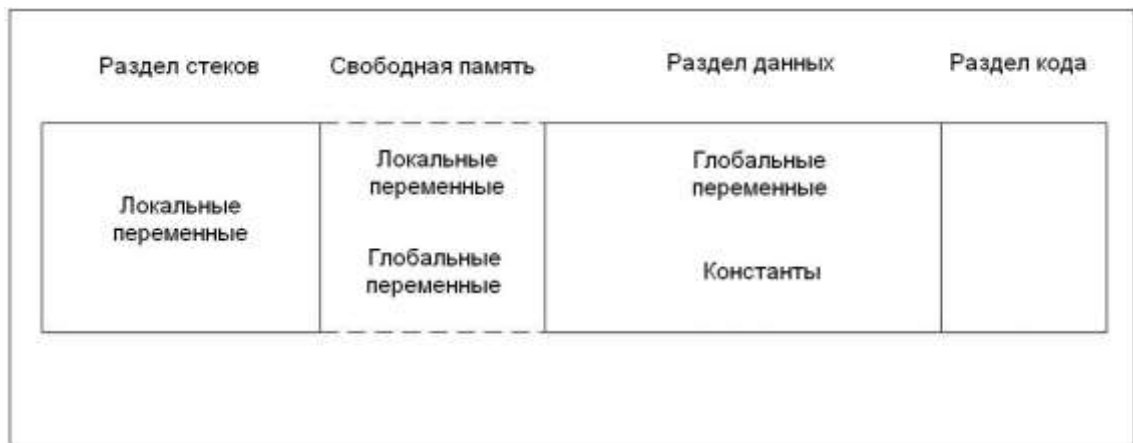 Раздел стеков
Свободная память
Раздел данных
Раздел кода
Локальные
переменные
Локальные
переменные
Глобальные
переменные
Глобальные
переменные
Константы